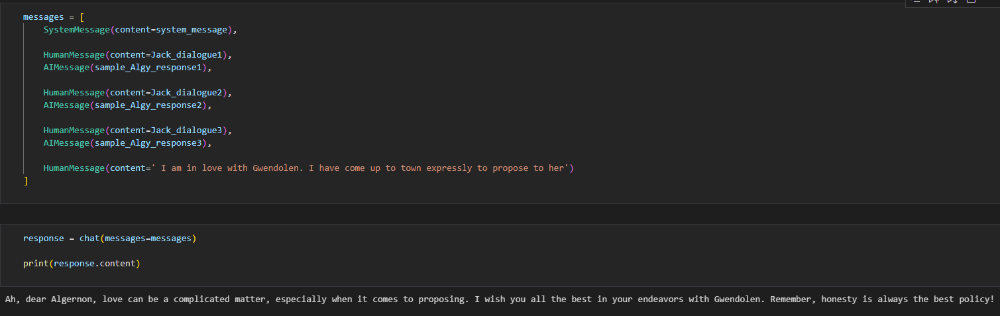 messages = [
SystemMessage(content=system_message),
HumanMessage(content=Jack_dialogue1),
AIMessage(sample_Algy_response1),
HumanMessage(content=Jack_dialogue2),
AIMessage(sample_Algy_response2),
HumanMessage(content=Jack_dialogue3),
AIMessage(sample_Algy_response3),
HumanMessage(content=' I am in love with Gwendolen. I have come up to town expressly to propose to her')
]
response = chat(messages=messages)
print(response.content)
Ah, dear Algernon, love can be a complicated matter, especially when it comes to proposing. I wish you all the best in your endeavors with Gwendolen. Remember, honesty is always the best policy!